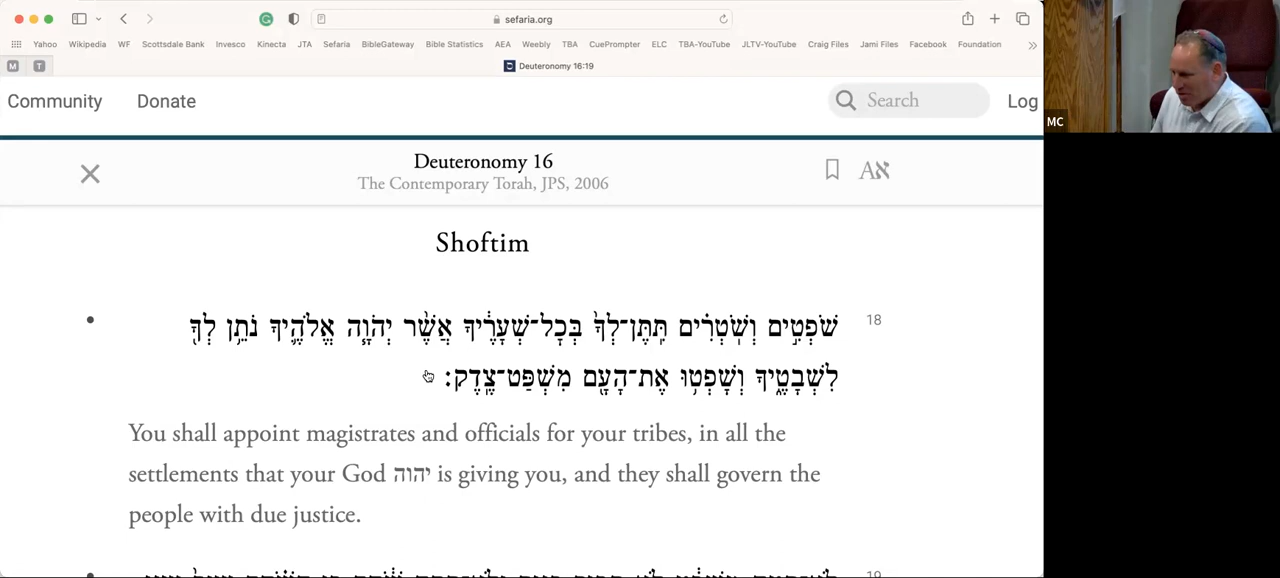 sefaria.org
Yahoo Wikipedia WF Scottsdale Bank Invesco Kinecta JTA Sefaria BibleGateway Bible Statistics AEA Weebly TBA CuePrompter ELC TBA-YouTube JLTV-YouTube Craig Files Jami Files Facebook Foundation
M T Deuteronomy 16:19
Community Donate Search Log
MC
Deuteronomy 16
The Contemporary Torah, JPS, 2006
Aא
Shoftim
שֹׁפְטִ֣ים וְשֹֽׁטְרִ֗ים תִּֽתֶּן־לְךָ֙ בְּכׇל־שְׁעָרֶ֔יךָ אֲשֶׁ֨ר יְהֹוָ֧ה אֱלֹהֶ֛יךָ נֹתֵ֥ן לְךָ֖ 18
לִשְׁבָטֶ֑יךָ וְשָׁפְט֥וּ אֶת־הָעָ֖ם מִשְׁפַּט־צֶֽדֶק׃
You shall appoint magistrates and officials for your tribes, in all the
settlements that your God יהוה is giving you, and they shall govern the
people with due justice.